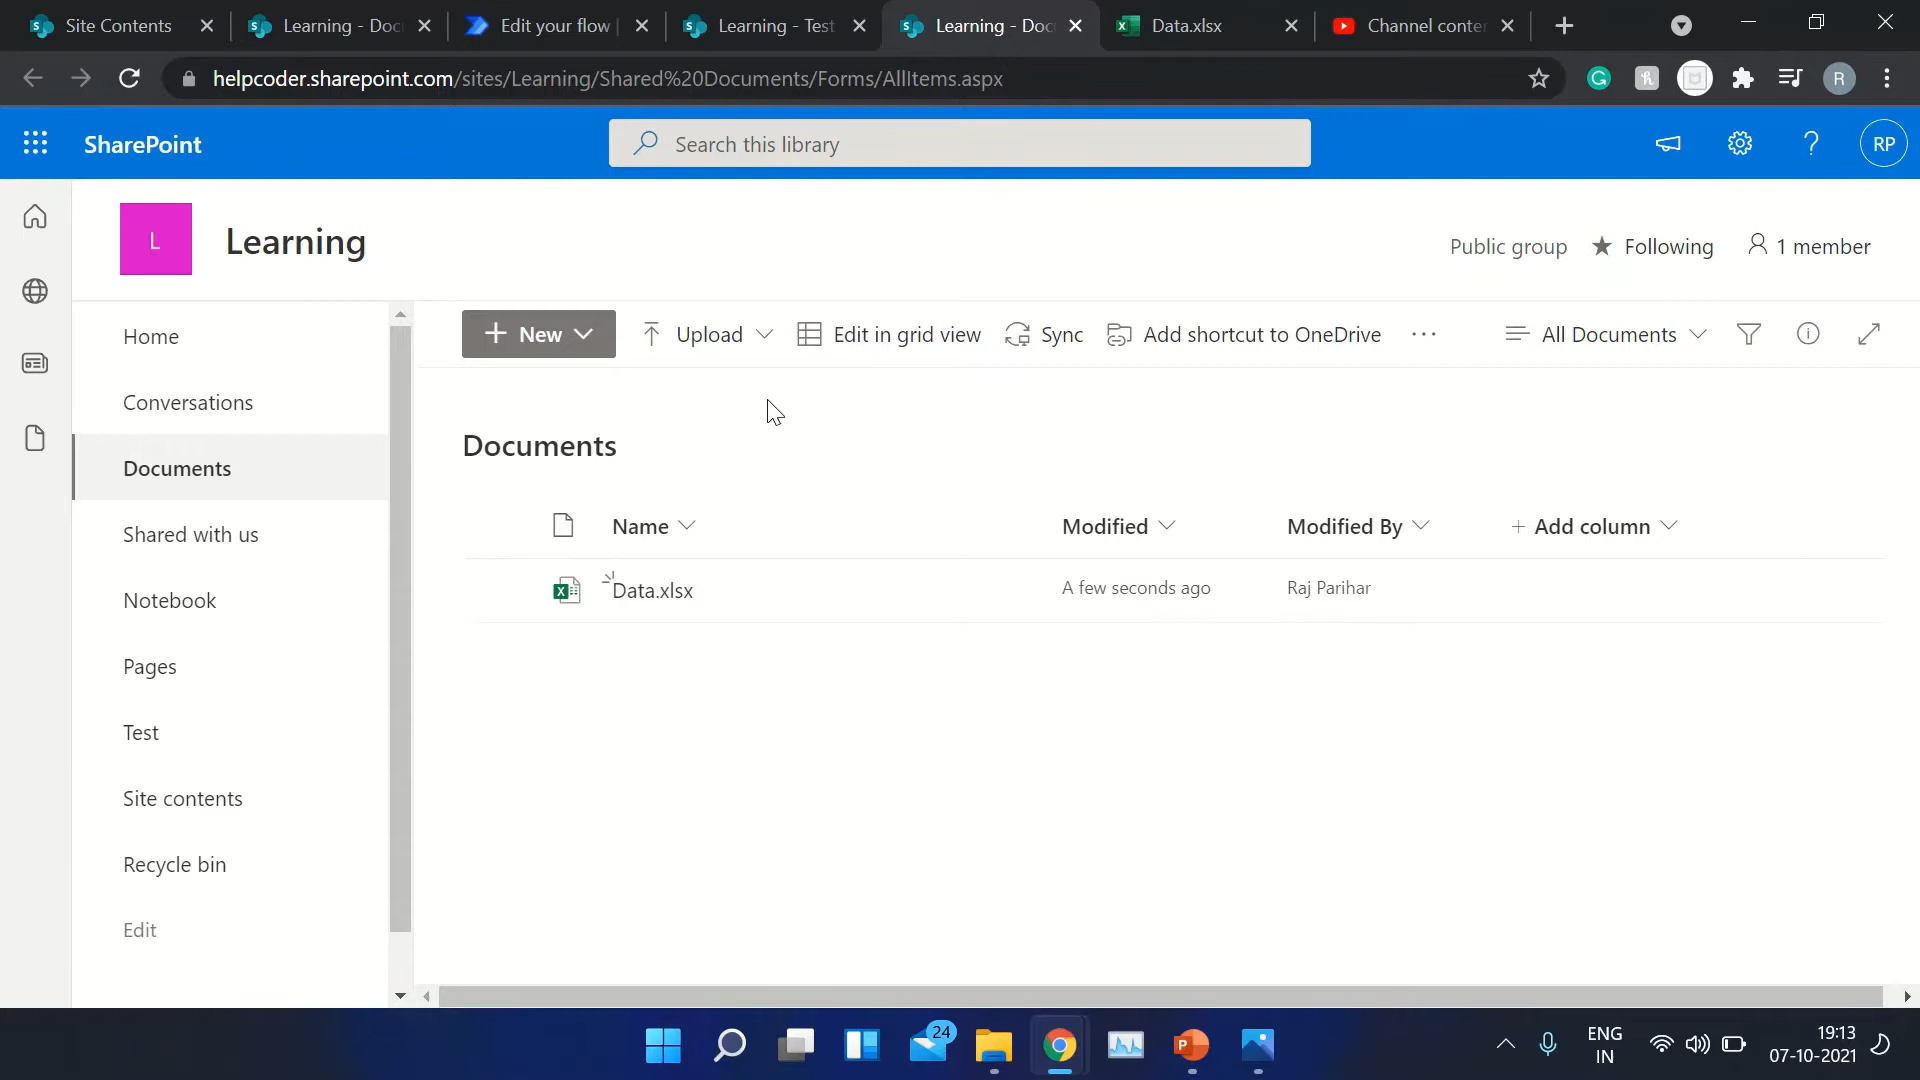 Site Contents
Learning - Doc
Edit your flow |
Learning - Test
Learning - Doc
Data.xlsx
Channel conte
helpcoder.sharepoint.com/sites/Learning/Shared%20Documents/Forms/AllItems.aspx
R
SharePoint
Search this library
RP
L
Learning
Public group
Following
1 member
Home
Conversations
Documents
Shared with us
Notebook
Pages
Test
Site contents
Recycle bin
Edit
New
Upload
Edit in grid view
Sync
Add shortcut to OneDrive
All Documents
Documents
Name
Modified
Modified By
Add column
Data.xlsx
A few seconds ago
Raj Parihar
24
ENG
IN
19:13
07-10-2021